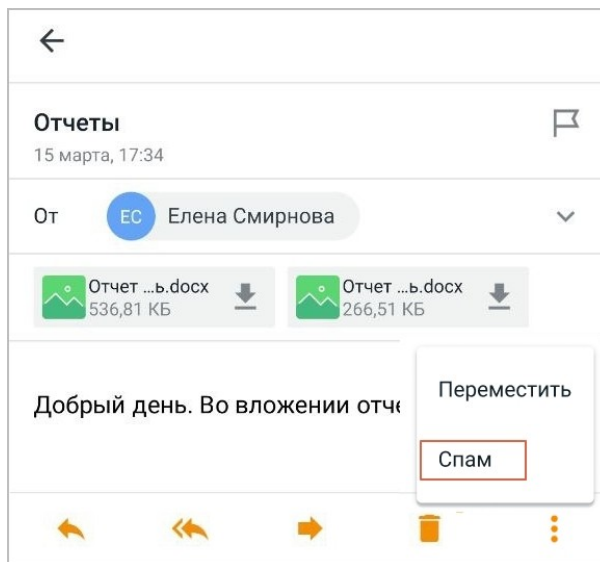 Отчеты
15 марта, 17:34
От ЕС Елена Смирнова
Отчет ...ь.docx
536,81 КБ
Отчет ...ь.docx
266,51 КБ
Переместить
Добрый день. Во вложении отче
Спам